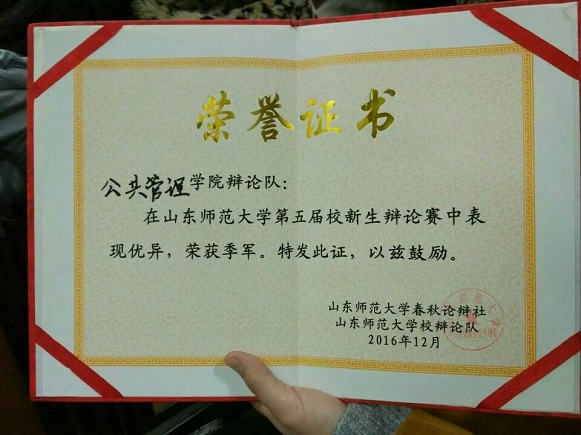 荣誉证书
公共管理学院辩论队：
在山东师范大学第五届校新生辩论赛中表
现优异，荣获季军。特发此证，以兹鼓励。
山东师范大学春秋论辩社
山东师范大学校辩论队
2016年12月